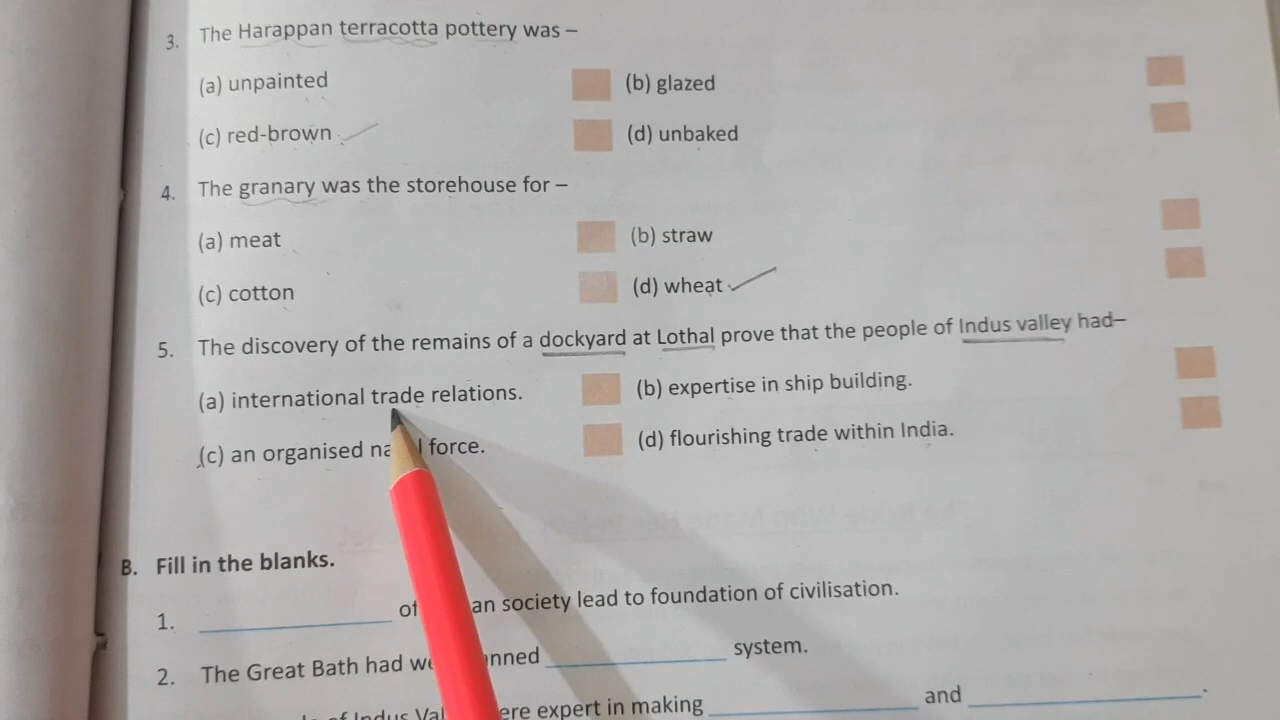 3. The Harappan terracotta pottery was –
(a) unpainted (b) glazed
(c) red-brown (d) unbaked
4. The granary was the storehouse for –
(a) meat (b) straw
(c) cotton (d) wheat
5. The discovery of the remains of a dockyard at Lothal prove that the people of Indus valley had–
(a) international trade relations. (b) expertise in ship building.
(c) an organised force. (d) flourishing trade within India.
B. Fill in the blanks.
1. society lead to foundation of civilisation.
2. The Great Bath had system.
of Indus expert in making and .